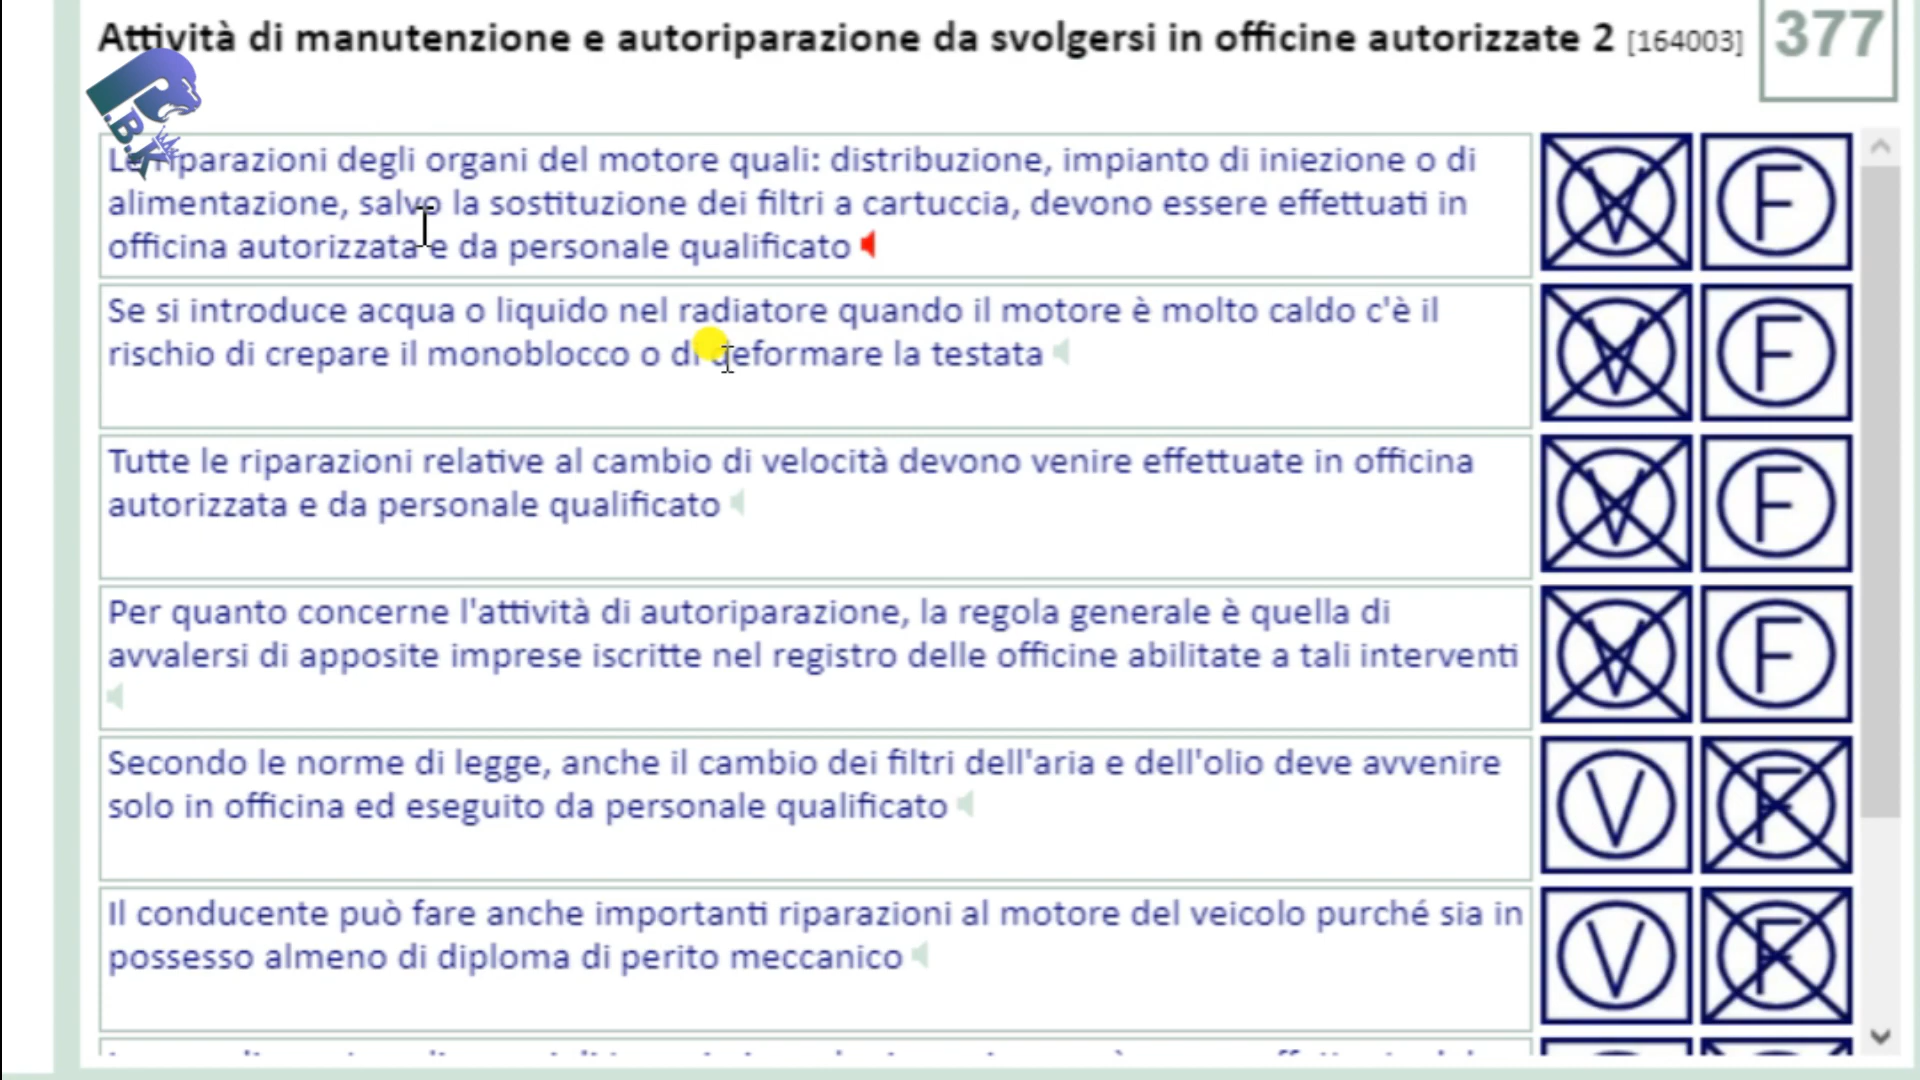 Attività di manutenzione e autoriparazione da svolgersi in officine autorizzate 2 [164003]
377
P.B.K
Le riparazioni degli organi del motore quali: distribuzione, impianto di iniezione o di
alimentazione, salvo la sostituzione dei filtri a cartuccia, devono essere effettuati in
officina autorizzata e da personale qualificato
V F
Se si introduce acqua o liquido nel radiatore quando il motore è molto caldo c'è il
rischio di crepare il monoblocco o di deformare la testata
V F
Tutte le riparazioni relative al cambio di velocità devono venire effettuate in officina
autorizzata e da personale qualificato
V F
Per quanto concerne l'attività di autoriparazione, la regola generale è quella di
avvalersi di apposite imprese iscritte nel registro delle officine abilitate a tali interventi
V F
Secondo le norme di legge, anche il cambio dei filtri dell'aria e dell'olio deve avvenire
solo in officina ed eseguito da personale qualificato
V F
Il conducente può fare anche importanti riparazioni al motore del veicolo purché sia in
possesso almeno di diploma di perito meccanico
V F